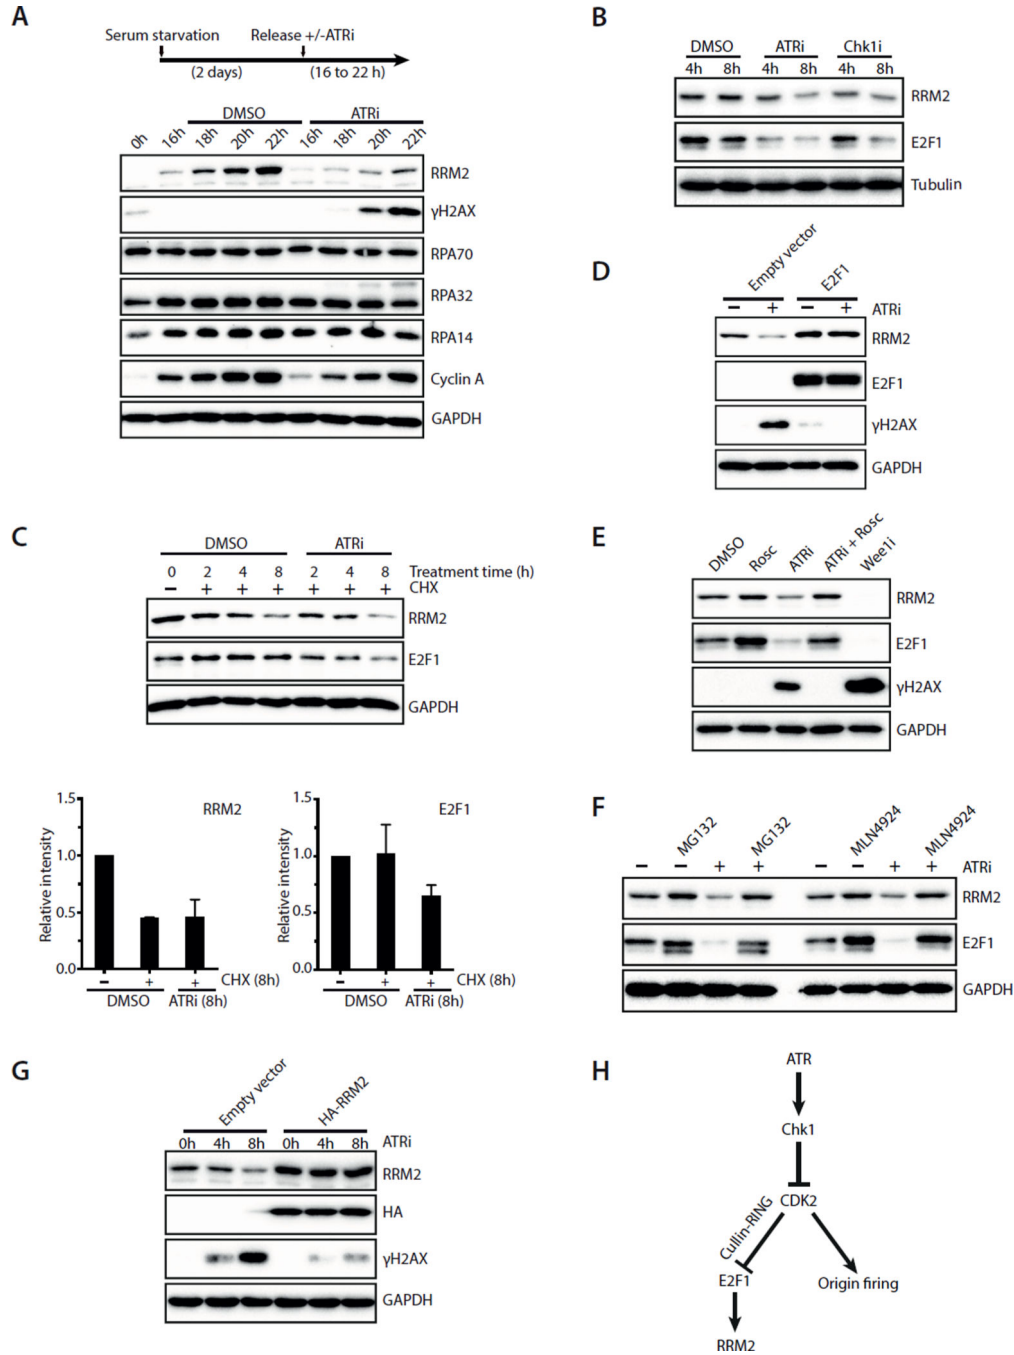 A
Serum starvation
Release +/-ATRi
(2 days)
(16 to 22 h)
DMSO
ATRi
0h 16h 18h 20h 22h 16h 18h 20h 22h
RRM2
γH2AX
RPA70
RPA32
RPA14
Cyclin A
GAPDH
B
DMSO ATRi Chk1i
4h 8h 4h 8h 4h 8h
RRM2
E2F1
Tubulin
D
Empty vector E2F1
− + − + ATRi
RRM2
E2F1
γH2AX
GAPDH
C
DMSO ATRi
0 2 4 8 2 4 8 Treatment time (h)
− + + + + + + CHX
RRM2
E2F1
GAPDH
1.5
1.0
0.5
0.0
Relative intensity
RRM2
− + + CHX (8h)
DMSO ATRi (8h)
1.5
1.0
0.5
0.0
Relative intensity
E2F1
− + + CHX (8h)
DMSO ATRi (8h)
E
DMSO Rosc ATRi ATRi + Rosc Wee1i
RRM2
E2F1
γH2AX
GAPDH
F
MG132 MG132 MLN4924 MLN4924
− − + + − − + + ATRi
RRM2
E2F1
GAPDH
G
Empty vector HA-RRM2
0h 4h 8h 0h 4h 8h ATRi
RRM2
HA
γH2AX
GAPDH
H
ATR
Chk1
CDK2
Cullin-RING
E2F1
Origin firing
RRM2